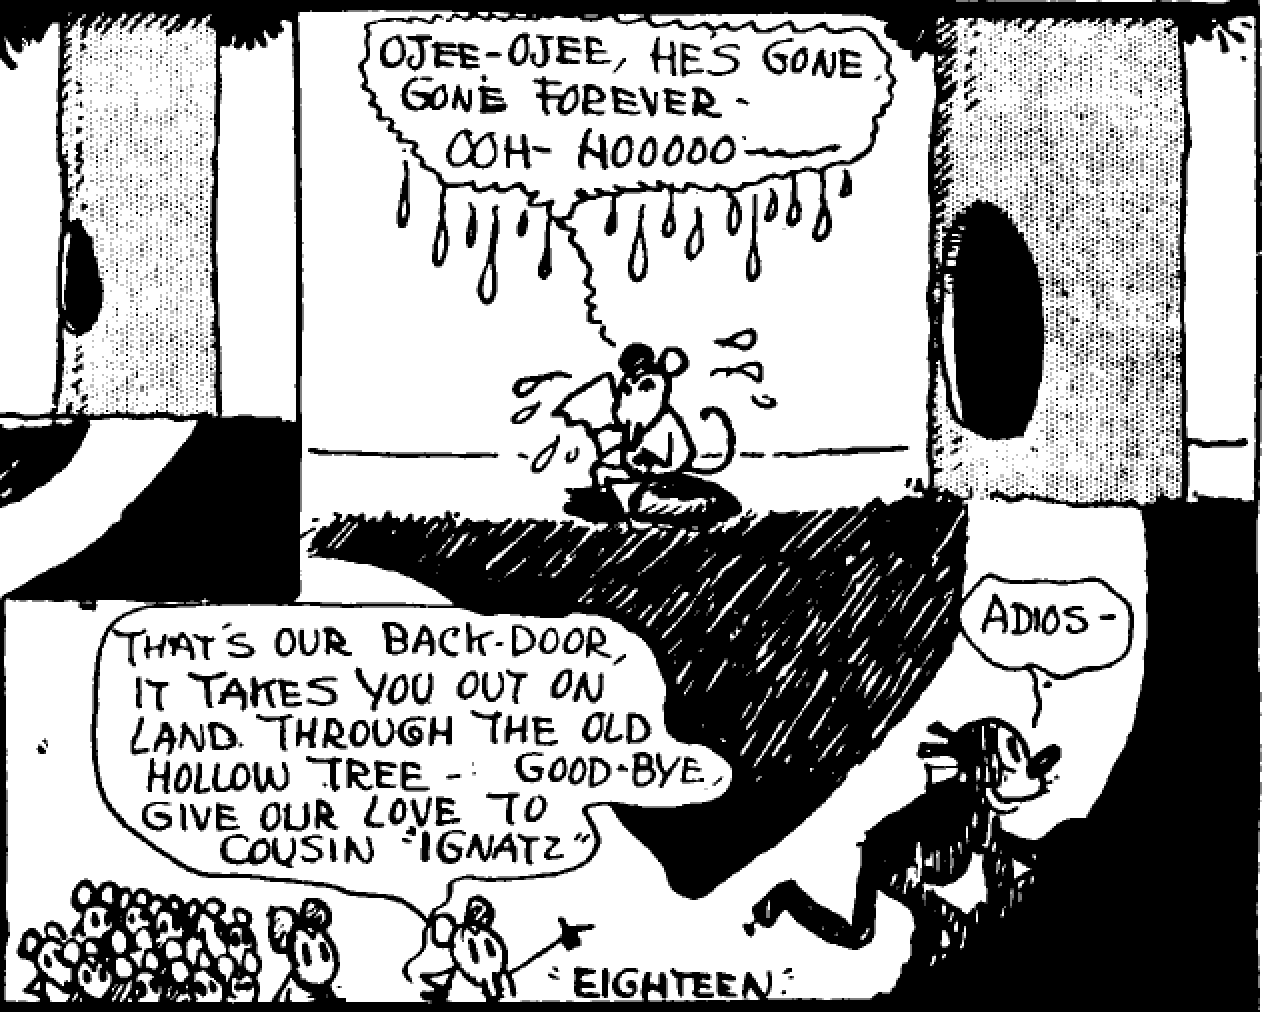 OJEE-OJEE, HES GONE
GONE FOREVER -
OOH- HOOOOO
ADIOS-
THAT'S OUR BACK-DOOR,
IT TAKES YOU OUT ON
LAND. THROUGH THE OLD
HOLLOW TREE - GOOD-BYE,
GIVE OUR LOVE TO
COUSIN "IGNATZ"
"EIGHTEEN"